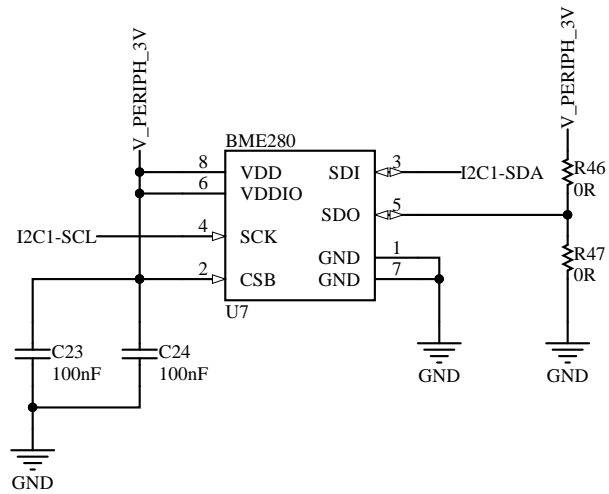 V_PERIPH_3V
V_PERIPH_3V
BME280
8 VDD
6 VDDIO
SDI 3 I2C1-SDA
R46
0R
SDO 5
I2C1-SCL 4 SCK
GND 1
R47
0R
2 CSB
GND 7
U7
C23
100nF
C24
100nF
GND
GND
GND